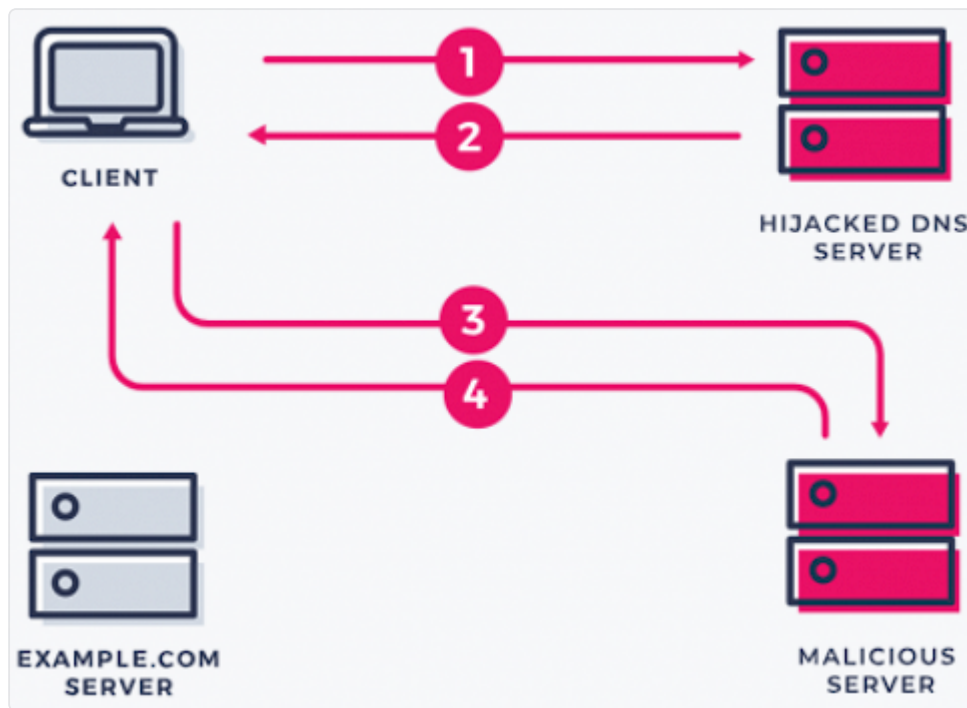 1
2
CLIENT
HIJACKED DNS
SERVER
3
4
EXAMPLE.COM
SERVER
MALICIOUS
SERVER